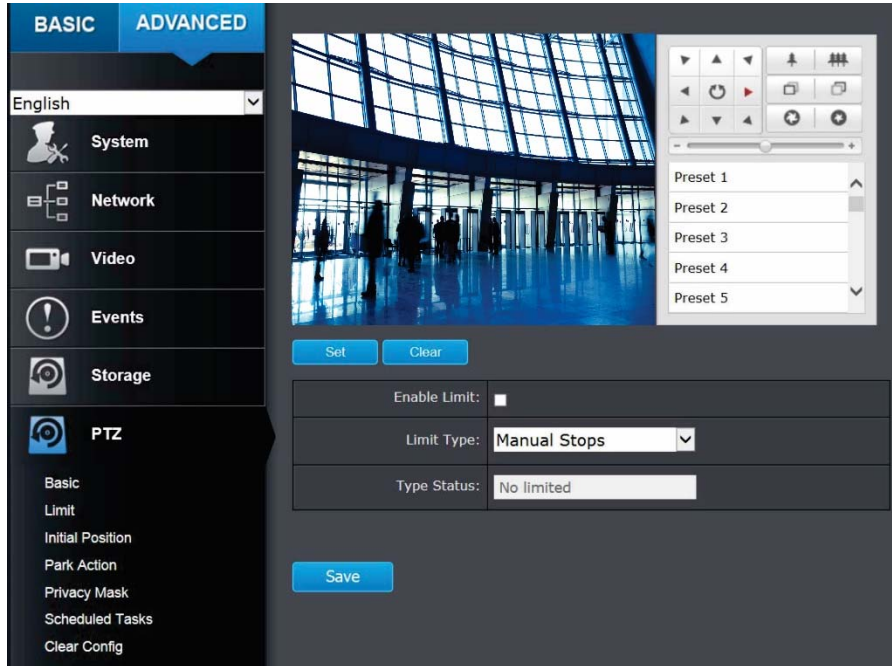 BASIC ADVANCED
English
System
Network
Video
Events
Storage
PTZ
Basic
Limit
Initial Position
Park Action
Privacy Mask
Scheduled Tasks
Clear Config
- +
Preset 1
Preset 2
Preset 3
Preset 4
Preset 5
Set Clear
Enable Limit:
Limit Type: Manual Stops
Type Status: No limited
Save